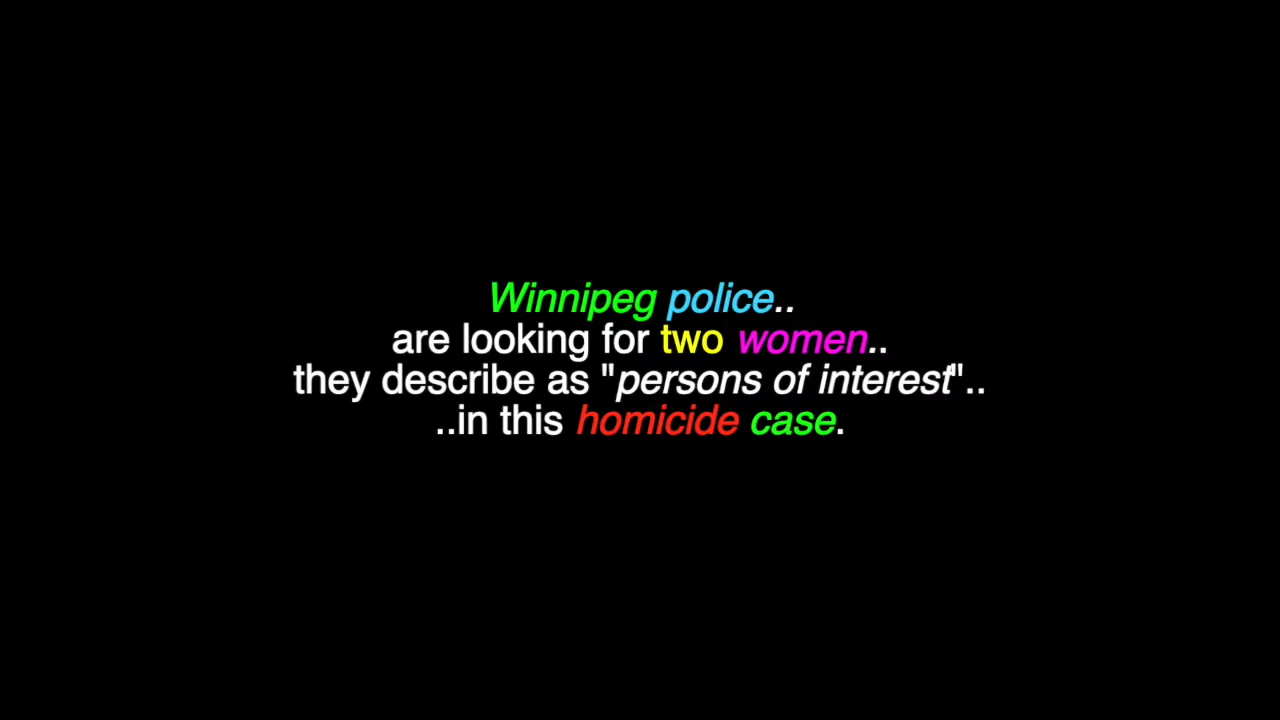 Winnipeg police..
are looking for two women..
they describe as "persons of interest"..
..in this homicide case.